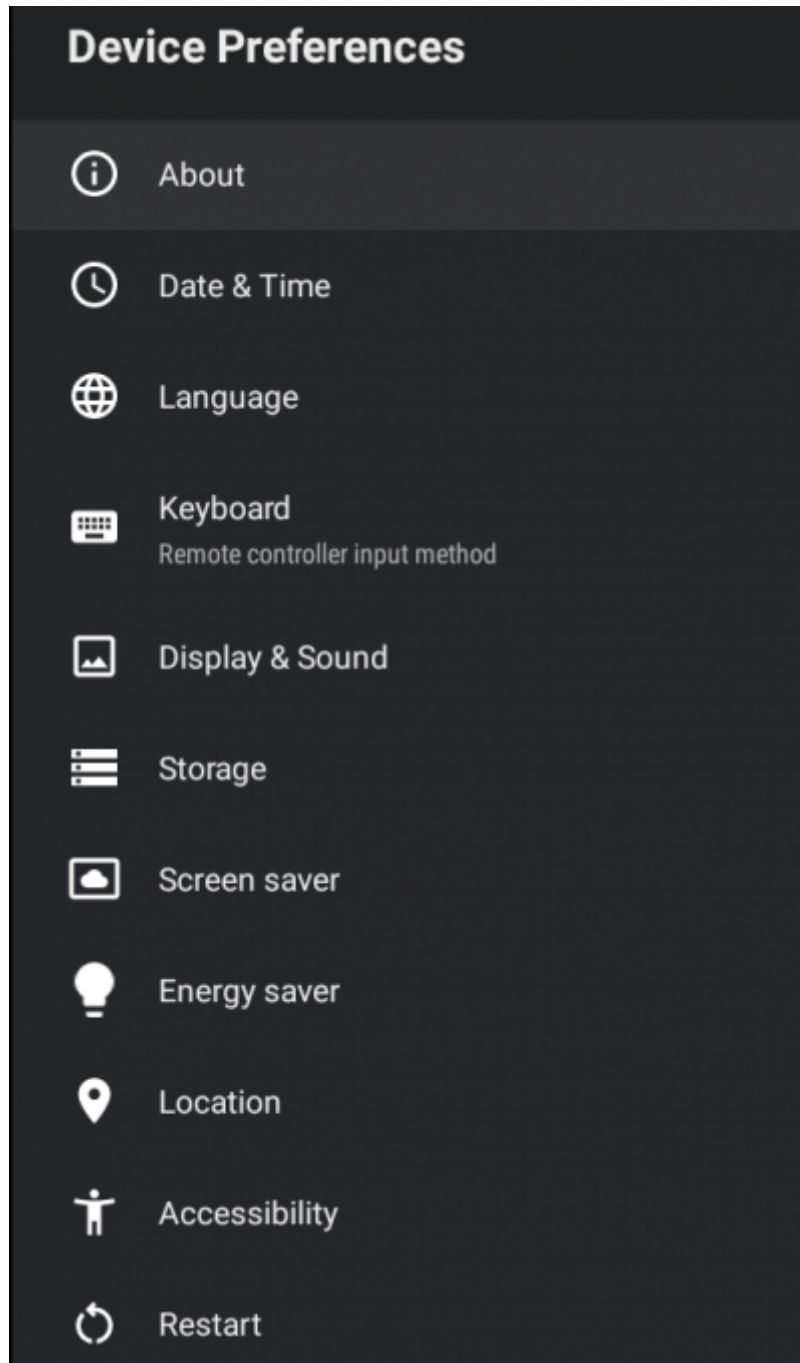 Device Preferences
About
Date & Time
Language
Keyboard
Remote controller input method
Display & Sound
Storage
Screen saver
Energy saver
Location
Accessibility
Restart